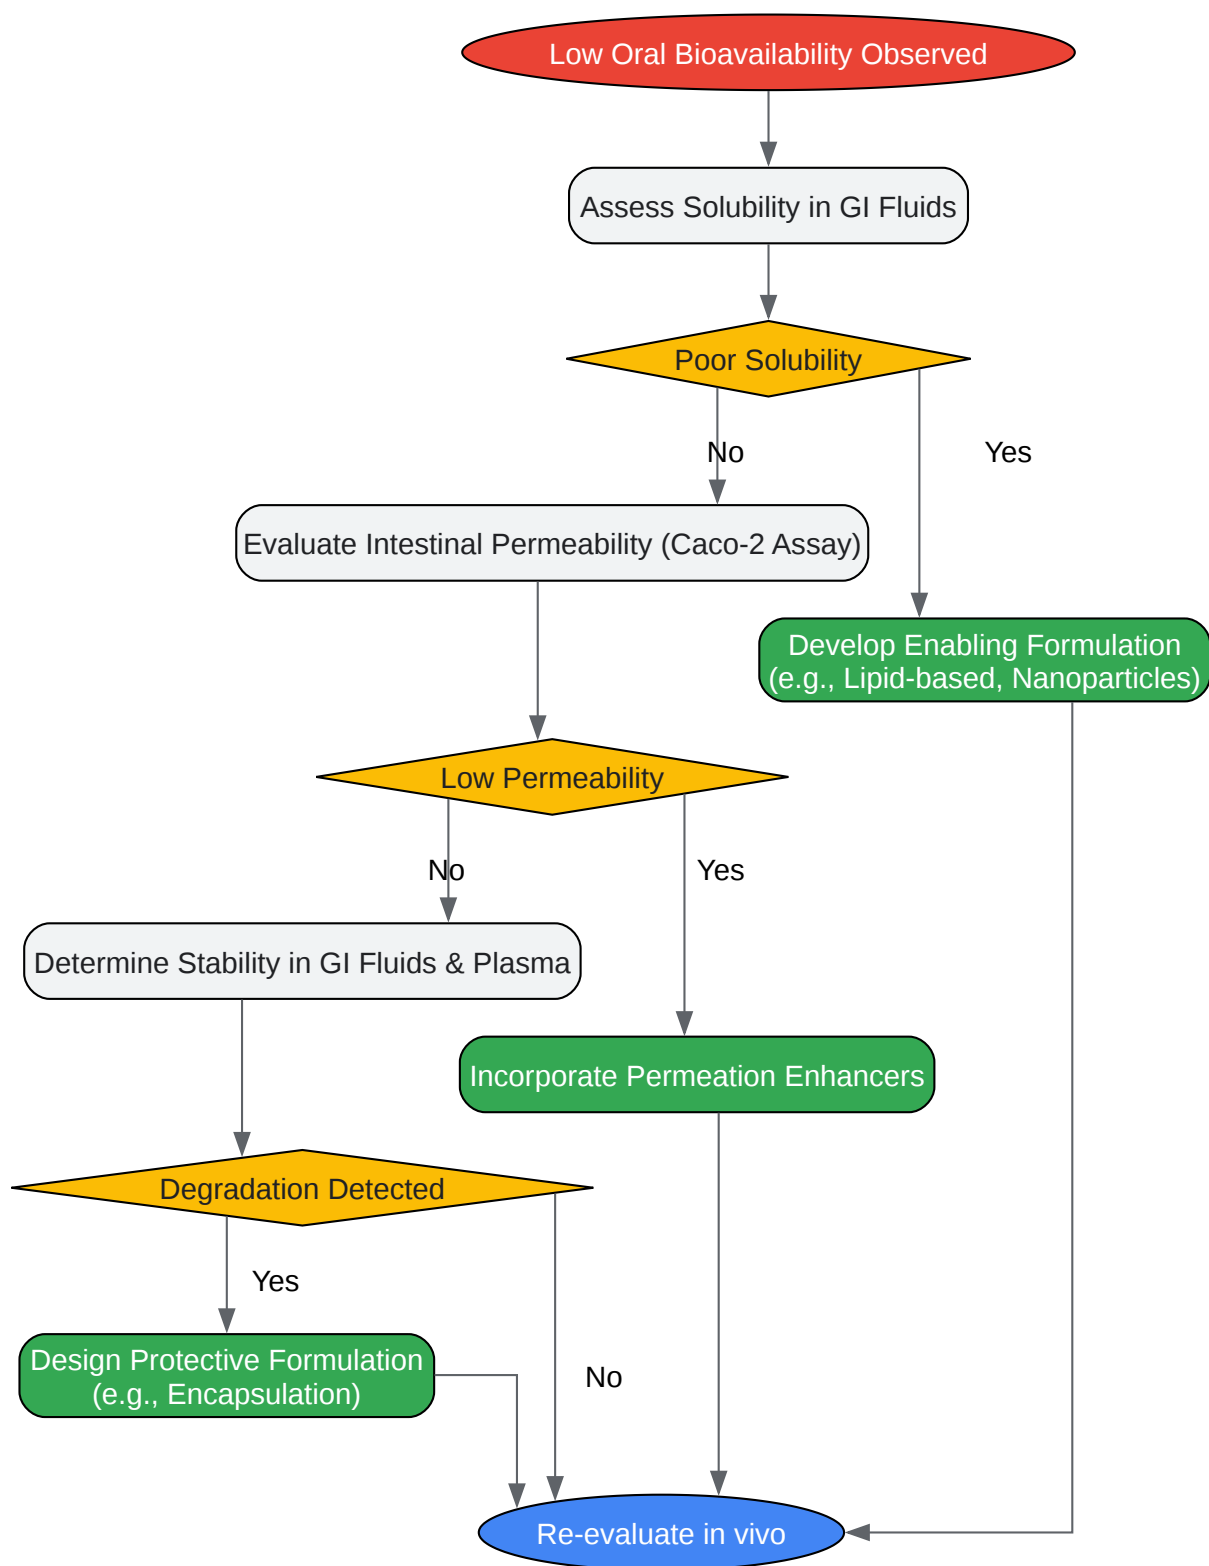 Low Oral Bioavailability Observed
Assess Solubility in GI Fluids
Poor Solubility
No
Yes
Evaluate Intestinal Permeability (Caco-2 Assay)
Develop Enabling Formulation
(e.g., Lipid-based, Nanoparticles)
Low Permeability
No
Yes
Determine Stability in GI Fluids & Plasma
Incorporate Permeation Enhancers
Degradation Detected
Yes
Design Protective Formulation
(e.g., Encapsulation)
No
Re-evaluate in vivo